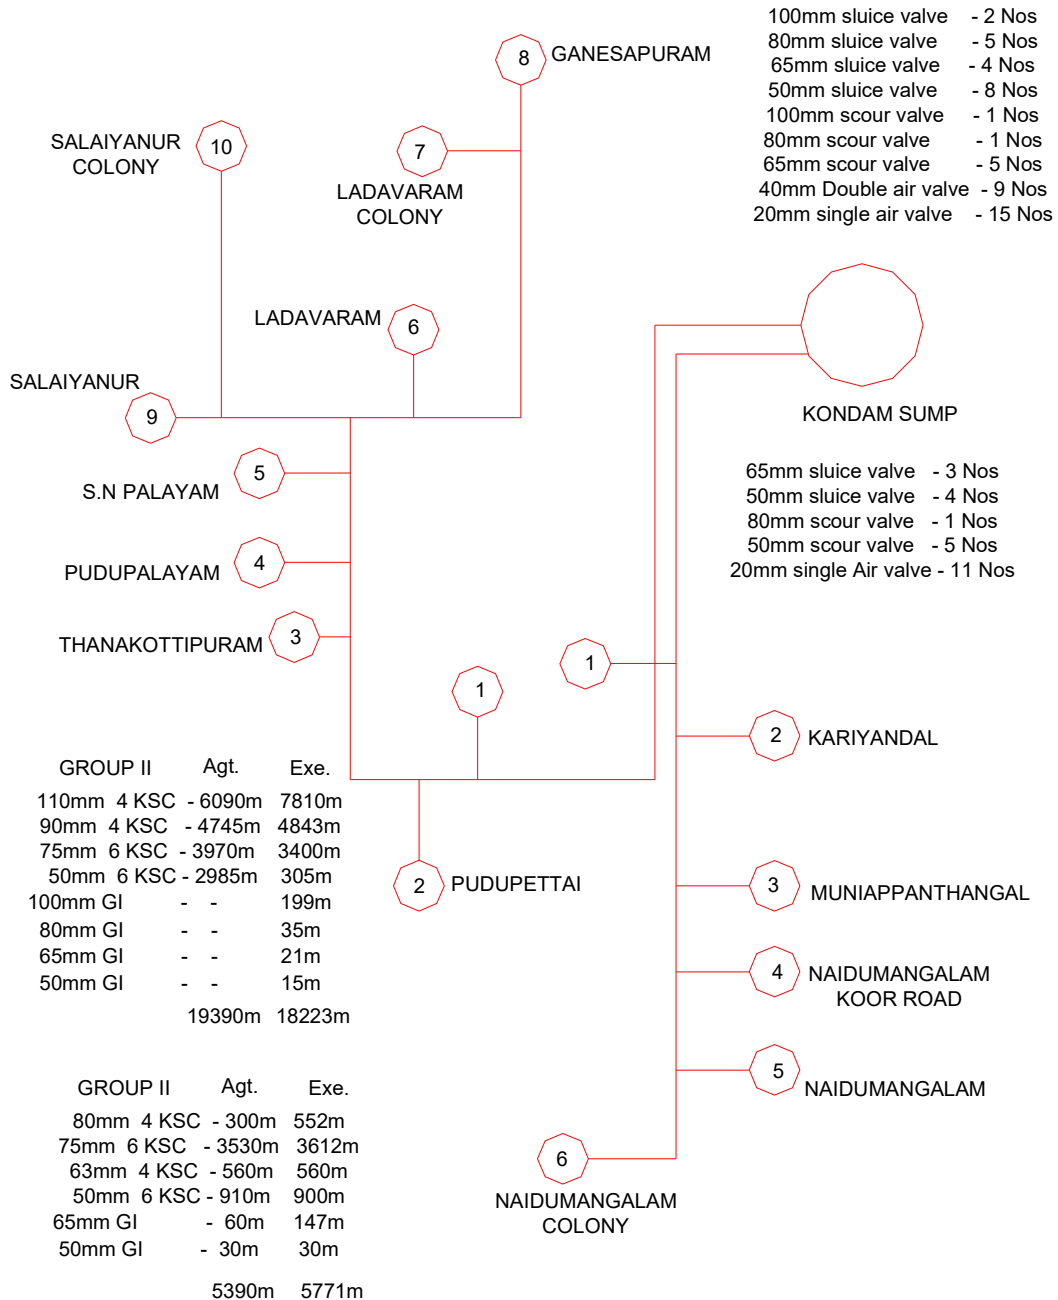 100mm sluice valve - 2 Nos
80mm sluice valve - 5 Nos
65mm sluice valve - 4 Nos
50mm sluice valve - 8 Nos
100mm scour valve - 1 Nos
80mm scour valve - 1 Nos
65mm scour valve - 5 Nos
40mm Double air valve - 9 Nos
20mm single air valve - 15 Nos
8
GANESAPURAM
10
SALAIYANUR
COLONY
7
LADAVARAM
COLONY
LADAVARAM
6
SALAIYANUR
9
KONDAM SUMP
5
S.N PALAYAM
65mm sluice valve - 3 Nos
50mm sluice valve - 4 Nos
80mm scour valve - 1 Nos
50mm scour valve - 5 Nos
20mm single Air valve - 11 Nos
4
PUDUPALAYAM
3
THANAKOTTIPURAM
1
1
2
KARIYANDAL
2
PUDUPETTAI
3
MUNIAPPANTHANGAL
4
NAIDUMANGALAM
KOOR ROAD
5
NAIDUMANGALAM
6
NAIDUMANGALAM
COLONY
GROUP II Agt. Exe.
110mm 4 KSC - 6090m 7810m
90mm 4 KSC - 4745m 4843m
75mm 6 KSC - 3970m 3400m
50mm 6 KSC - 2985m 305m
100mm GI - - 199m
80mm GI - - 35m
65mm GI - - 21m
50mm GI - - 15m
19390m 18223m
GROUP II Agt. Exe.
80mm 4 KSC - 300m 552m
75mm 6 KSC - 3530m 3612m
63mm 4 KSC - 560m 560m
50mm 6 KSC - 910m 900m
65mm GI - 60m 147m
50mm GI - 30m 30m
5390m 5771m